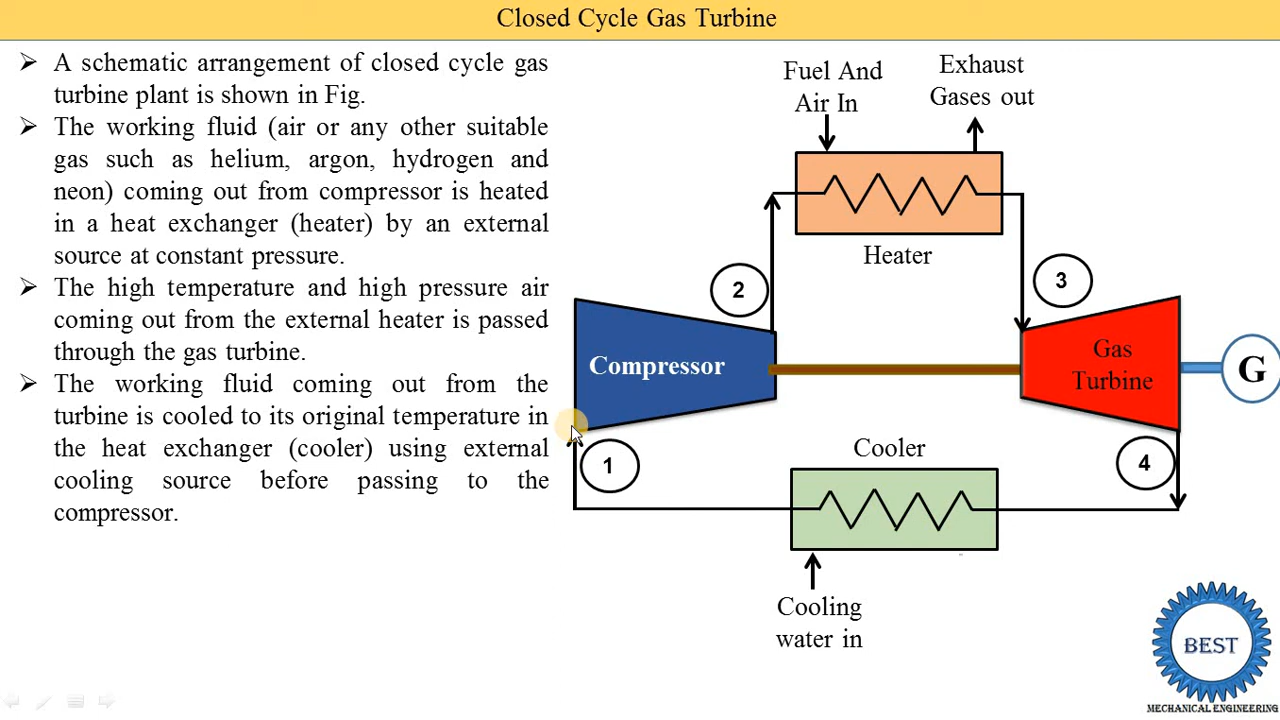 Closed Cycle Gas Turbine
➢ A schematic arrangement of closed cycle gas
turbine plant is shown in Fig.
➢ The working fluid (air or any other suitable
gas such as helium, argon, hydrogen and
neon) coming out from compressor is heated
in a heat exchanger (heater) by an external
source at constant pressure.
➢ The high temperature and high pressure air
coming out from the external heater is passed
through the gas turbine.
➢ The working fluid coming out from the
turbine is cooled to its original temperature in
the heat exchanger (cooler) using external
cooling source before passing to the
compressor.
Fuel And
Air In
Exhaust
Gases out
Heater
2
3
Compressor
Gas
Turbine
G
1
Cooler
4
Cooling
water in
BEST
MECHANICAL ENGINEERING